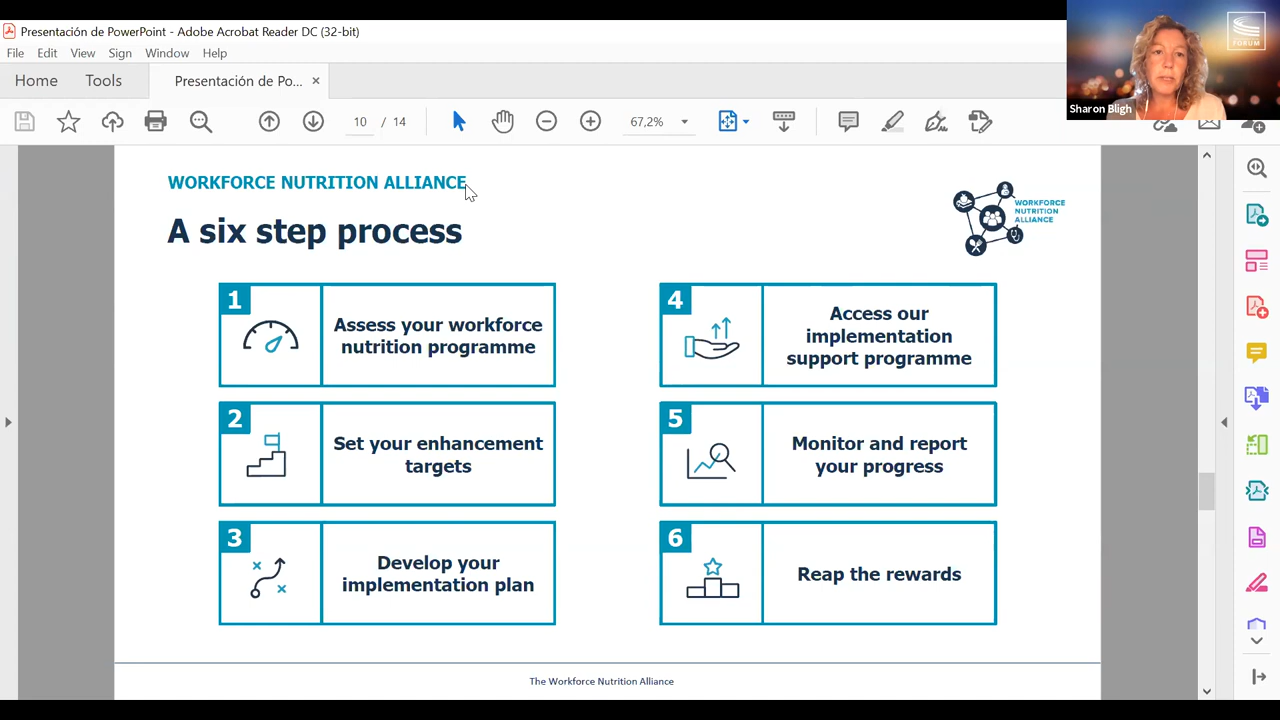 Presentación de PowerPoint - Adobe Acrobat Reader DC (32-bit)
File Edit View Sign Window Help
Home Tools Presentación de Po... ×
10 / 14 67,2%
FORUM
Sharon Bligh
WORKFORCE NUTRITION ALLIANCE
A six step process
WORKFORCE
NUTRITION
ALLIANCE
1
Assess your workforce
nutrition programme
2
Set your enhancement
targets
3
Develop your
implementation plan
4
Access our
implementation
support programme
5
Monitor and report
your progress
6
Reap the rewards
The Workforce Nutrition Alliance